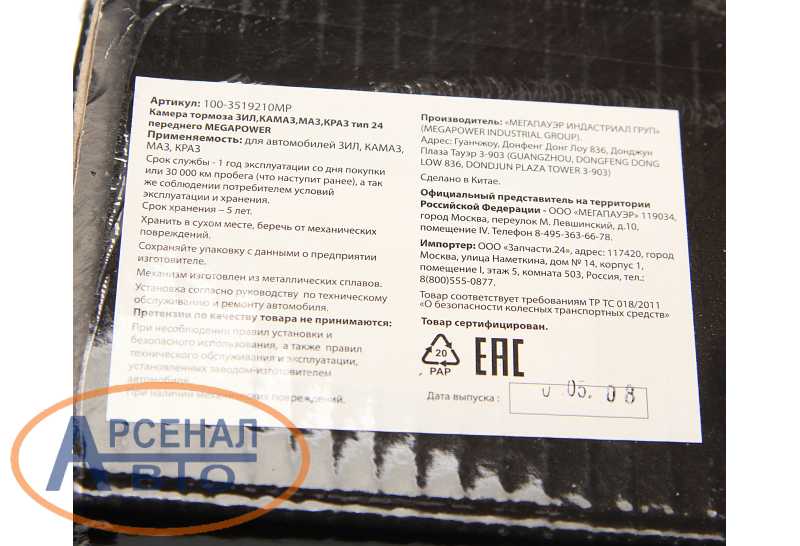 Артикул: 100-3519210MP
Камера тормоза ЗИЛ,КАМАЗ,МАЗ,КРАЗ тип 24
переднего MEGAPOWER
Применяемость: для автомобилей ЗИЛ, КАМАЗ,
МАЗ, КРАЗ
Срок службы - 1 год эксплуатации со дня покупки
или 30 000 км пробега (что наступит ранее), а так
же соблюдении потребителем условий
эксплуатации и хранения.
Срок хранения – 5 лет.
Хранить в сухом месте, беречь от механических
повреждений.
Сохраняйте упаковку с данными о предприятии
изготовителе.
Механизм изготовлен из металлических сплавов.
Установка согласно руководству по техническому
обслуживанию и ремонту автомобиля.
Претензии по качеству товара не принимаются:
При несоблюдении правил установки и
безопасного использования, а также правил
технического обслуживания и эксплуатации,
установленных заводом-изготовителем
автомобиля.
При наличии механических повреждений.
Производитель: «МЕГАПАУЭР ИНДАСТРИАЛ ГРУП»
(MEGAPOWER INDUSTRIAL GROUP).
Адрес: Гуанчжоу, Донфенг Донг Лоу 836, Донджун
Плаза Тауэр 3-903 (GUANGZHOU, DONGFENG DONG
LOW 836, DONDJUN PLAZA TOWER 3-903)
Сделано в Китае.
Официальный представитель на территории
Российской Федерации - ООО «МЕГАПАУЭР» 119034,
город Москва, переулок М. Левшинский, д.10,
помещение IV. Телефон 8-495-363-66-78.
Импортер: ООО «Запчасти.24», адрес: 117420, город
Москва, улица Наметкина, дом № 14, корпус 1,
помещение I, этаж 5, комната 503, Россия, тел.:
8(800)555-0877.
Товар соответствует требованиям ТР ТС 018/2011
«О безопасности колесных транспортных средств»
Товар сертифицирован.
20
PAP
EAC
Дата выпуска :
05. 08
АРСЕНАЛ
АВТО